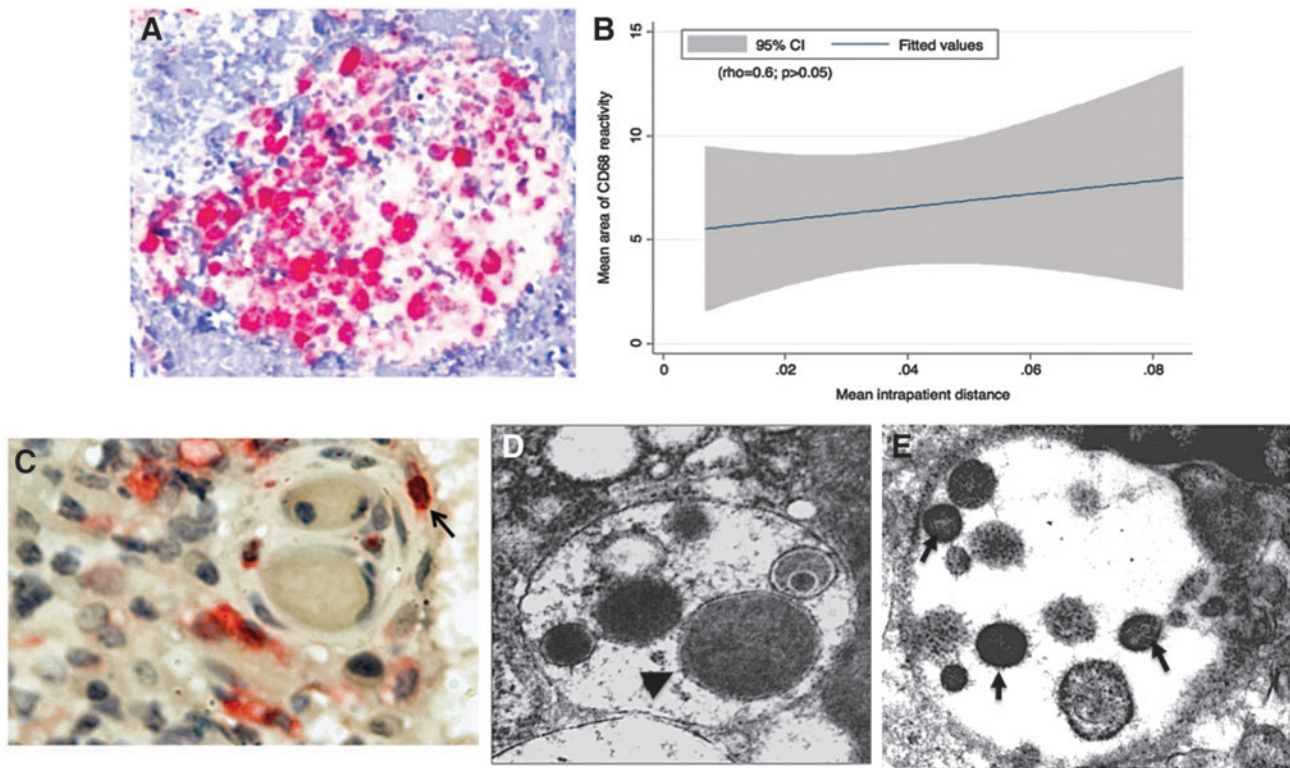 A
B
15
95% CI
Fitted values
(rho=0.6; p>0.05)
10
Mean area of CD68 reactivity
5
0
0
.02
.04
.06
.08
Mean intrapatient distance
C
D
E